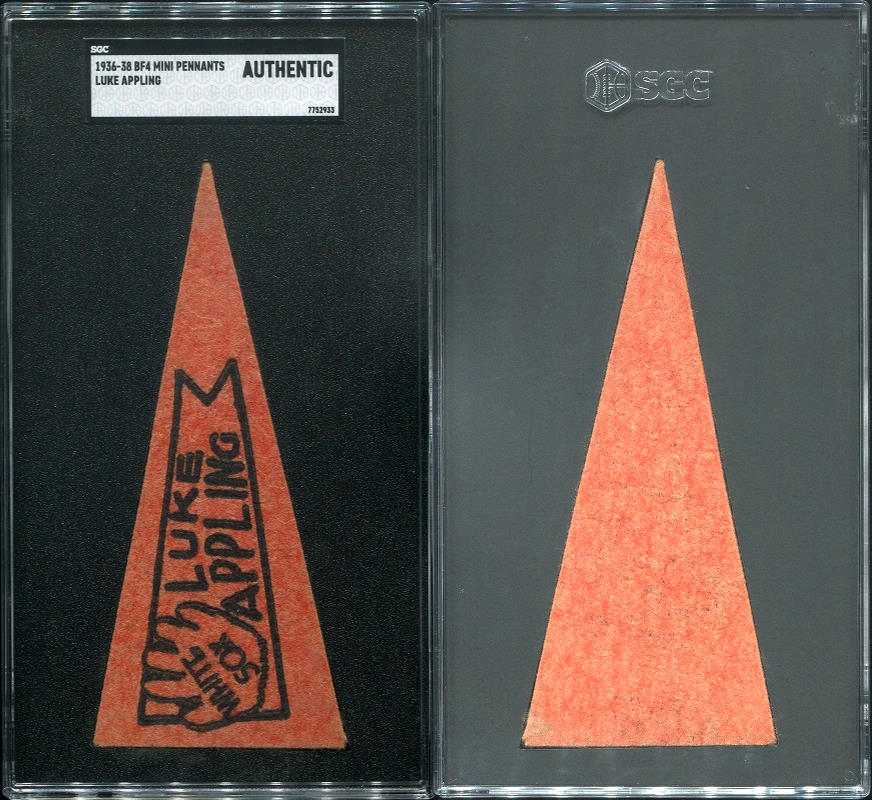 SGC
1936-38 BF4 MINI PENNANTS
LUKE APPLING
AUTHENTIC
7752933
SGC
LUKE
APPLING
WHITE
SOX